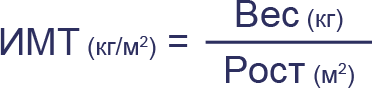 ИМТ (кг/м²) = Вес (кг)
Рост (м²)